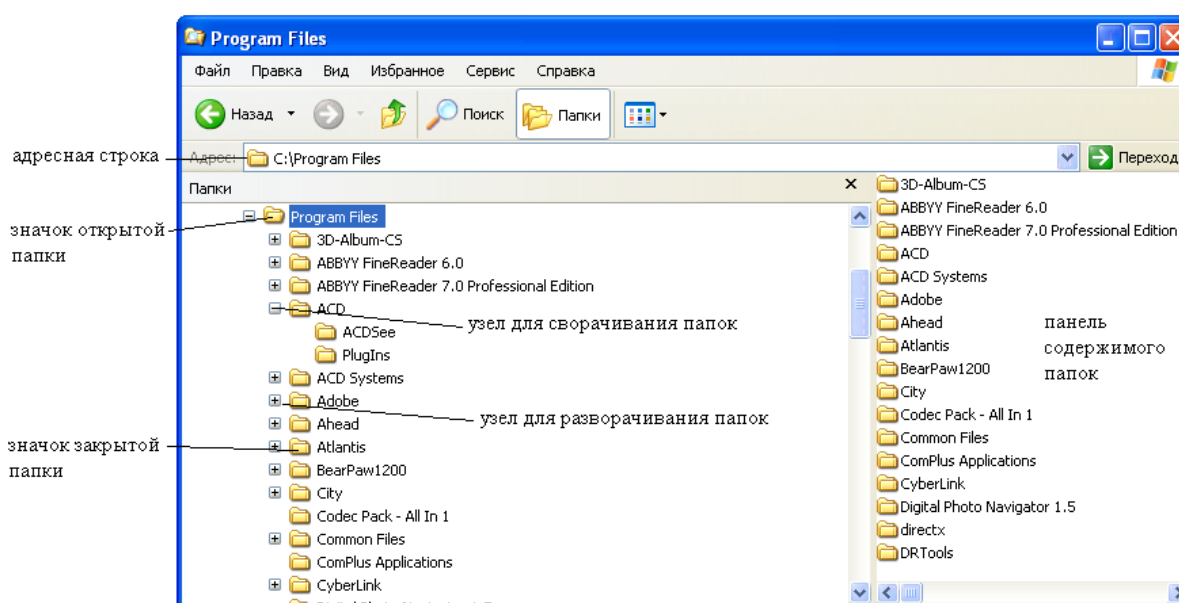 Program Files
Файл Правка Вид Избранное Сервис Справка
Назад Поиск Папки
адресная строка
Адрес: C:\Program Files Переход
Папки
значок открытой
папки
Program Files
3D-Album-CS
ABBYY FineReader 6.0
ABBYY FineReader 7.0 Professional Edition
ACD
узел для сворачивания папок
ACDSee
PlugIns
ACD Systems
Adobe
узел для разворачивания папок
Ahead
значок закрытой
папки
Atlantis
BearPaw1200
City
Codec Pack - All In 1
Common Files
ComPlus Applications
CyberLink
3D-Album-CS
ABBYY FineReader 6.0
ABBYY FineReader 7.0 Professional Edition
ACD
ACD Systems
Adobe
Ahead
Atlantis
BearPaw1200
панель
содержимого
папок
City
Codec Pack - All In 1
Common Files
ComPlus Applications
CyberLink
Digital Photo Navigator 1.5
directx
DRTools